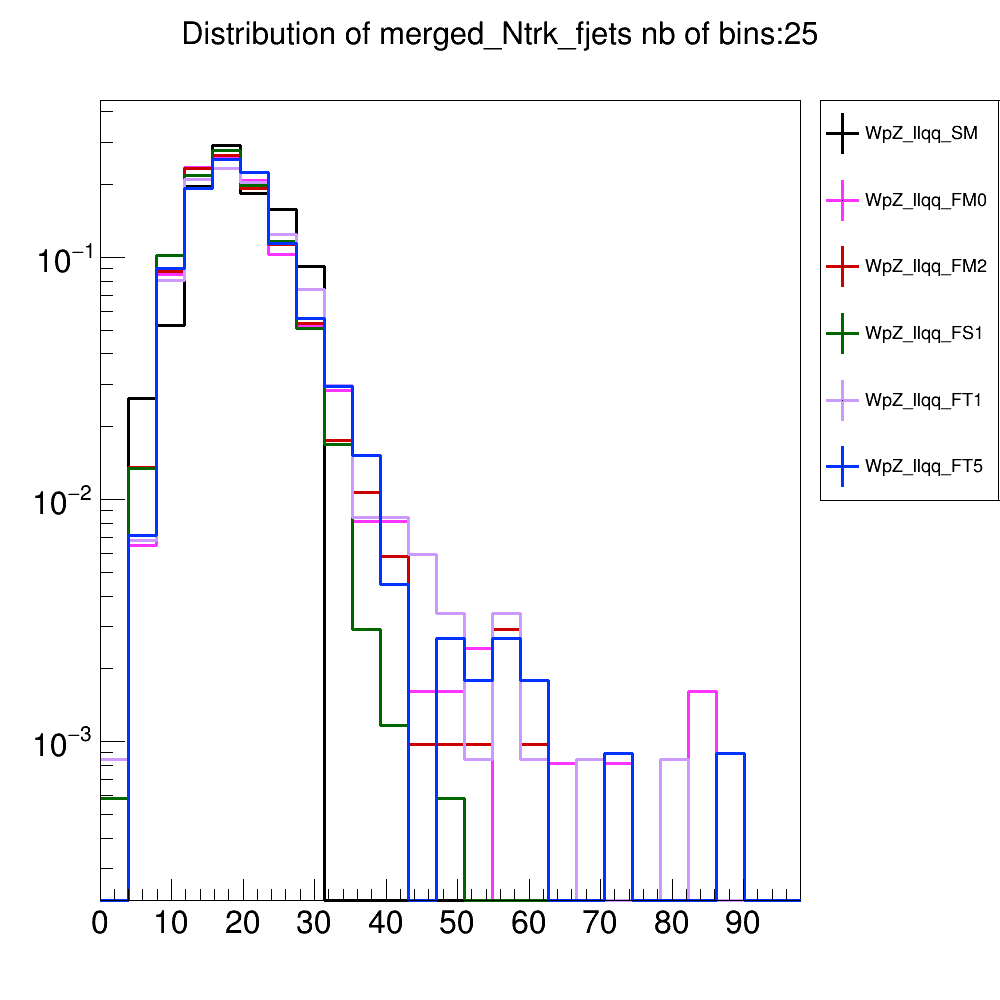 Distribution of merged_Ntrk_fjets nb of bins:25
WpZ_llqq_SM
WpZ_llqq_FM0
WpZ_llqq_FM2
WpZ_llqq_FS1
WpZ_llqq_FT1
WpZ_llqq_FT5
10⁻¹
10⁻²
10⁻³
0 10 20 30 40 50 60 70 80 90